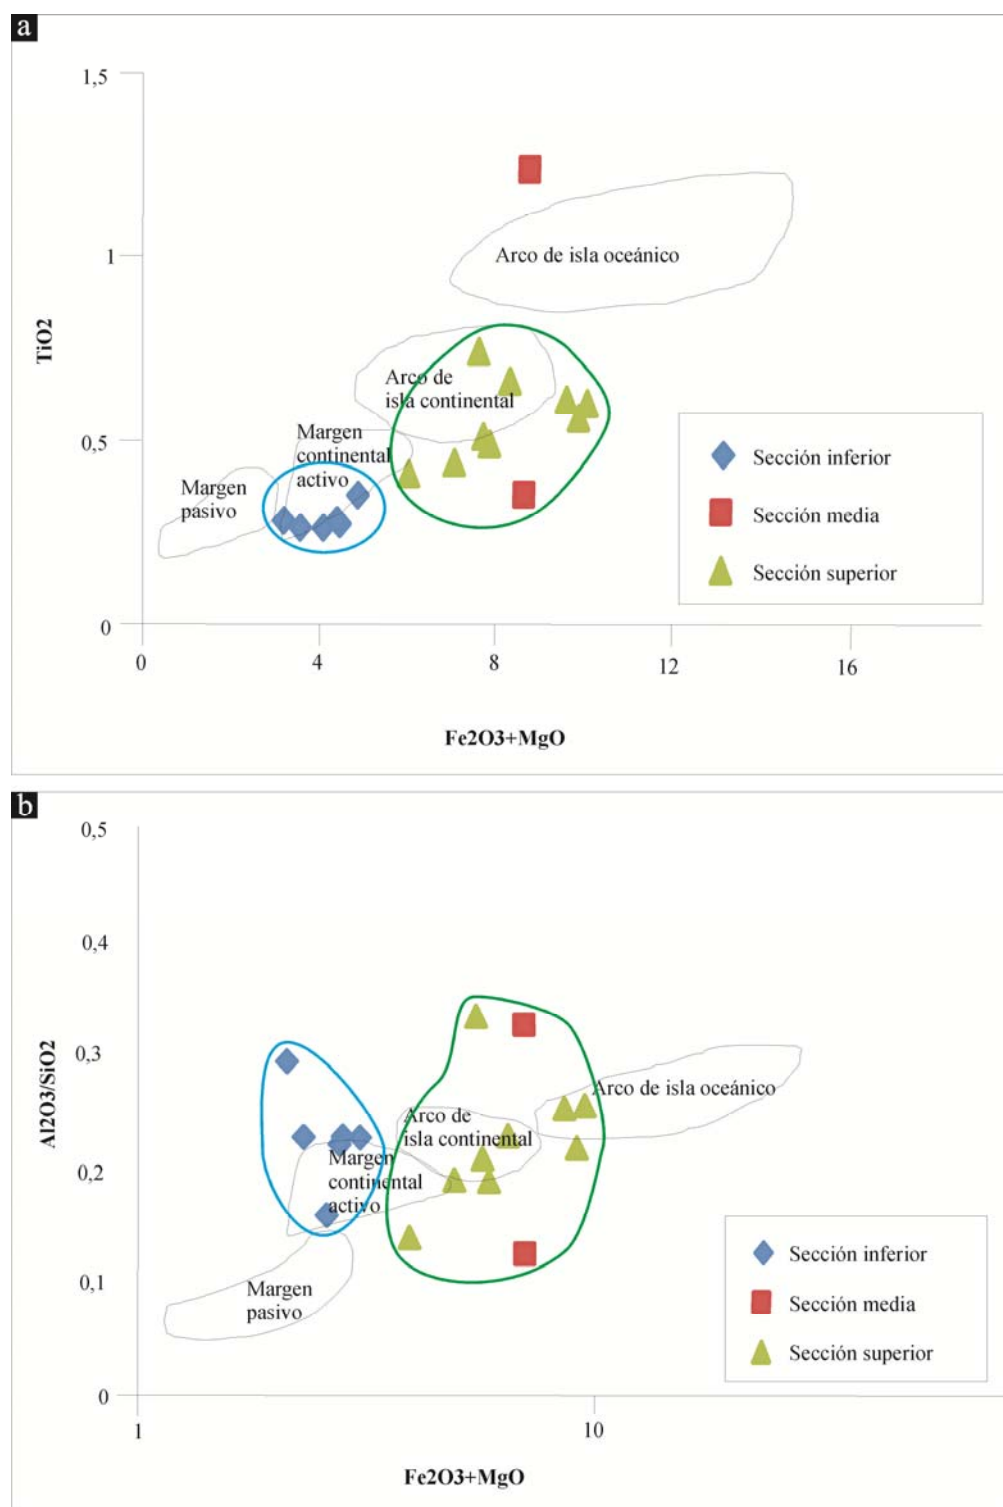 a
1,5
1
0,5
0
TiO2
Arco de isla oceánico
Arco de
isla continental
Margen
continental
activo
Margen
pasivo
Sección inferior
Sección media
Sección superior
0
4
8
12
16
Fe2O3+MgO
b
0,5
0,4
0,3
0,2
0,1
0
Al2O3/SiO2
Arco de isla oceánico
Arco de
isla continental
Margen
continental
activo
Margen
pasivo
Sección inferior
Sección media
Sección superior
1
10
Fe2O3+MgO